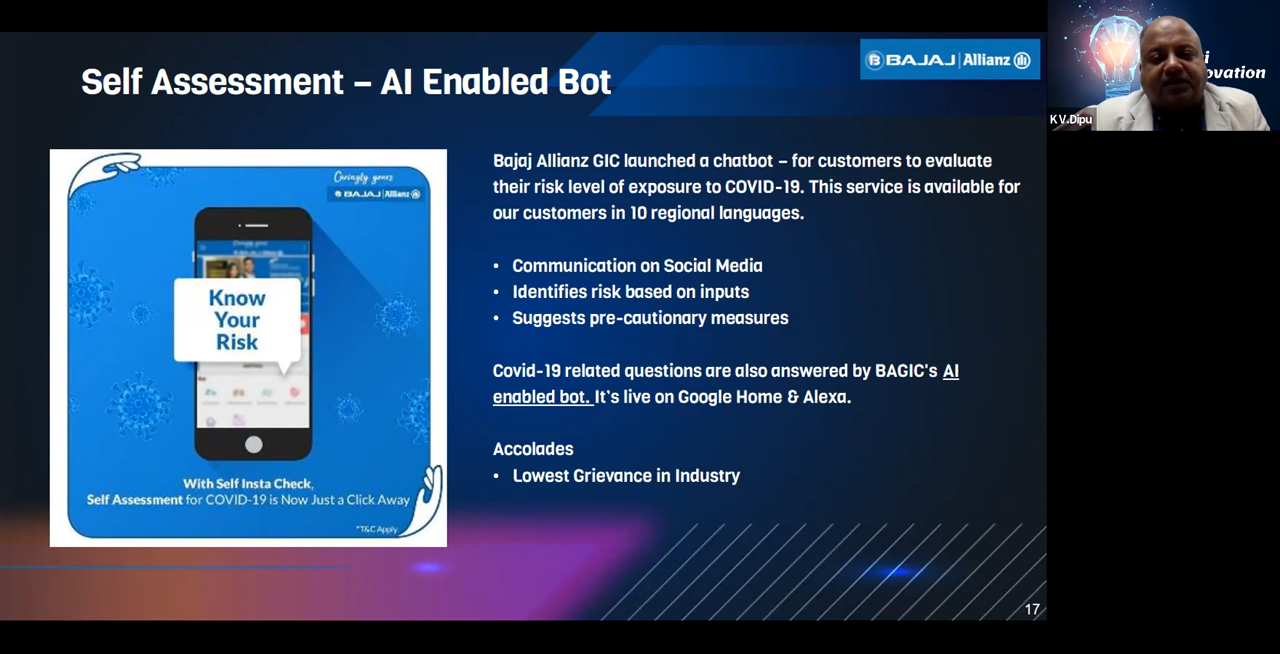 Self Assessment – AI Enabled Bot
BAJAJ | Allianz
K V.Dipu
ovation
Caringly yours
BAJAJ | Allianz
Know
Your
Risk
With Self Insta Check,
Self Assessment for COVID-19 is Now Just a Click Away
*T&C Apply
Bajaj Allianz GIC launched a chatbot – for customers to evaluate
their risk level of exposure to COVID-19. This service is available for
our customers in 10 regional languages.
• Communication on Social Media
• Identifies risk based on inputs
• Suggests pre-cautionary measures
Covid-19 related questions are also answered by BAGIC's AI
enabled bot. It's live on Google Home & Alexa.
Accolades
• Lowest Grievance in Industry
17